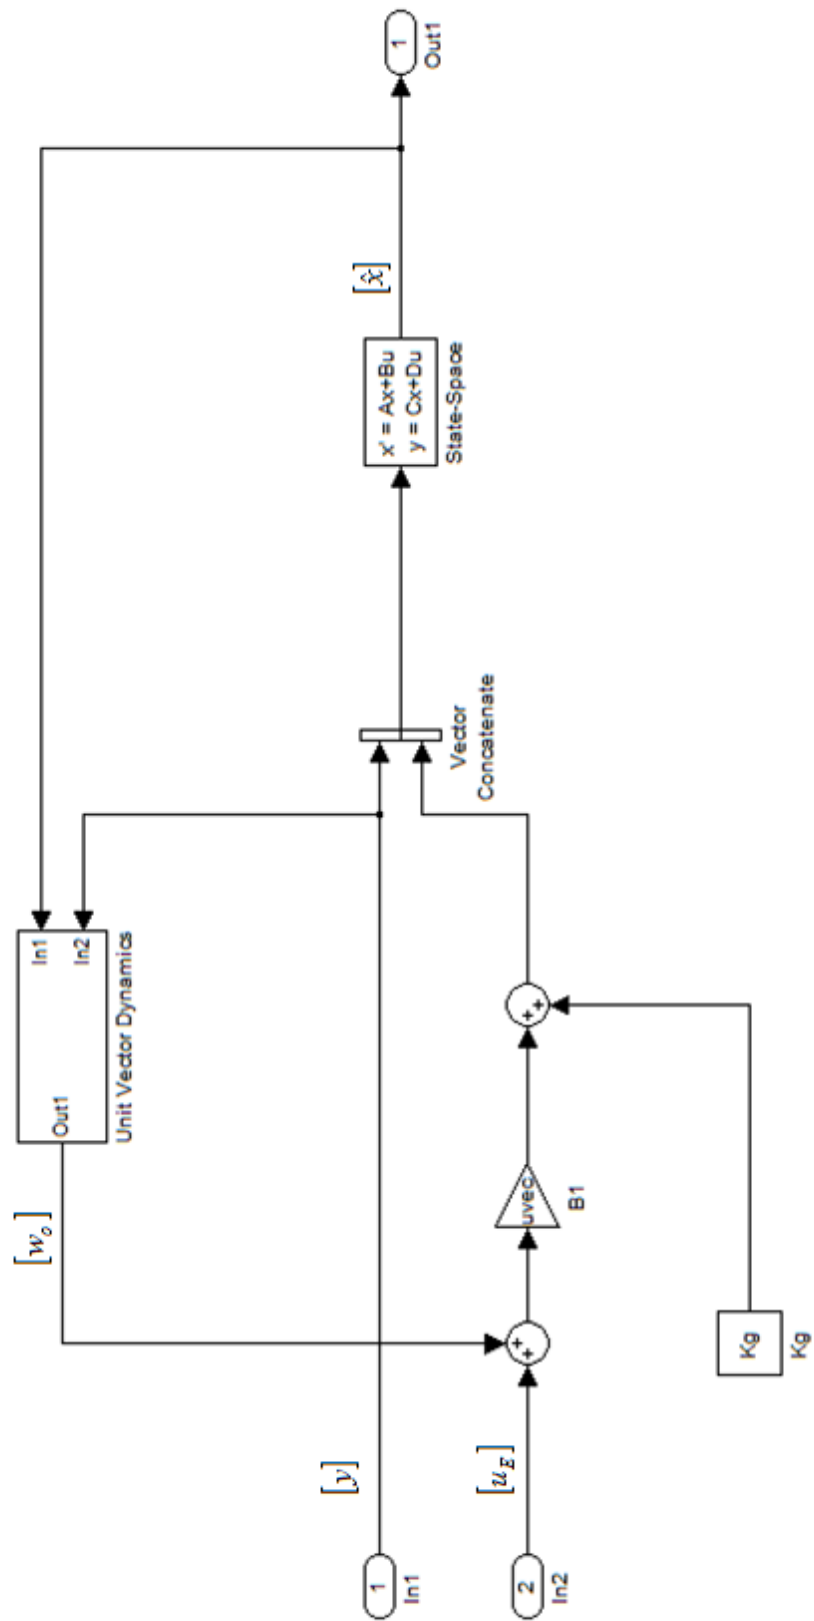 Out1
1
[x̂]
x' = Ax+Bu
y = Cx+Du
State-Space
Vector
Concatenate
In1
In2
Out1
Unit Vector Dynamics
[w₀]
+
+
uvec
B1
+
+
Kg
Kg
[y]
[u_E]
1
In1
2
In2